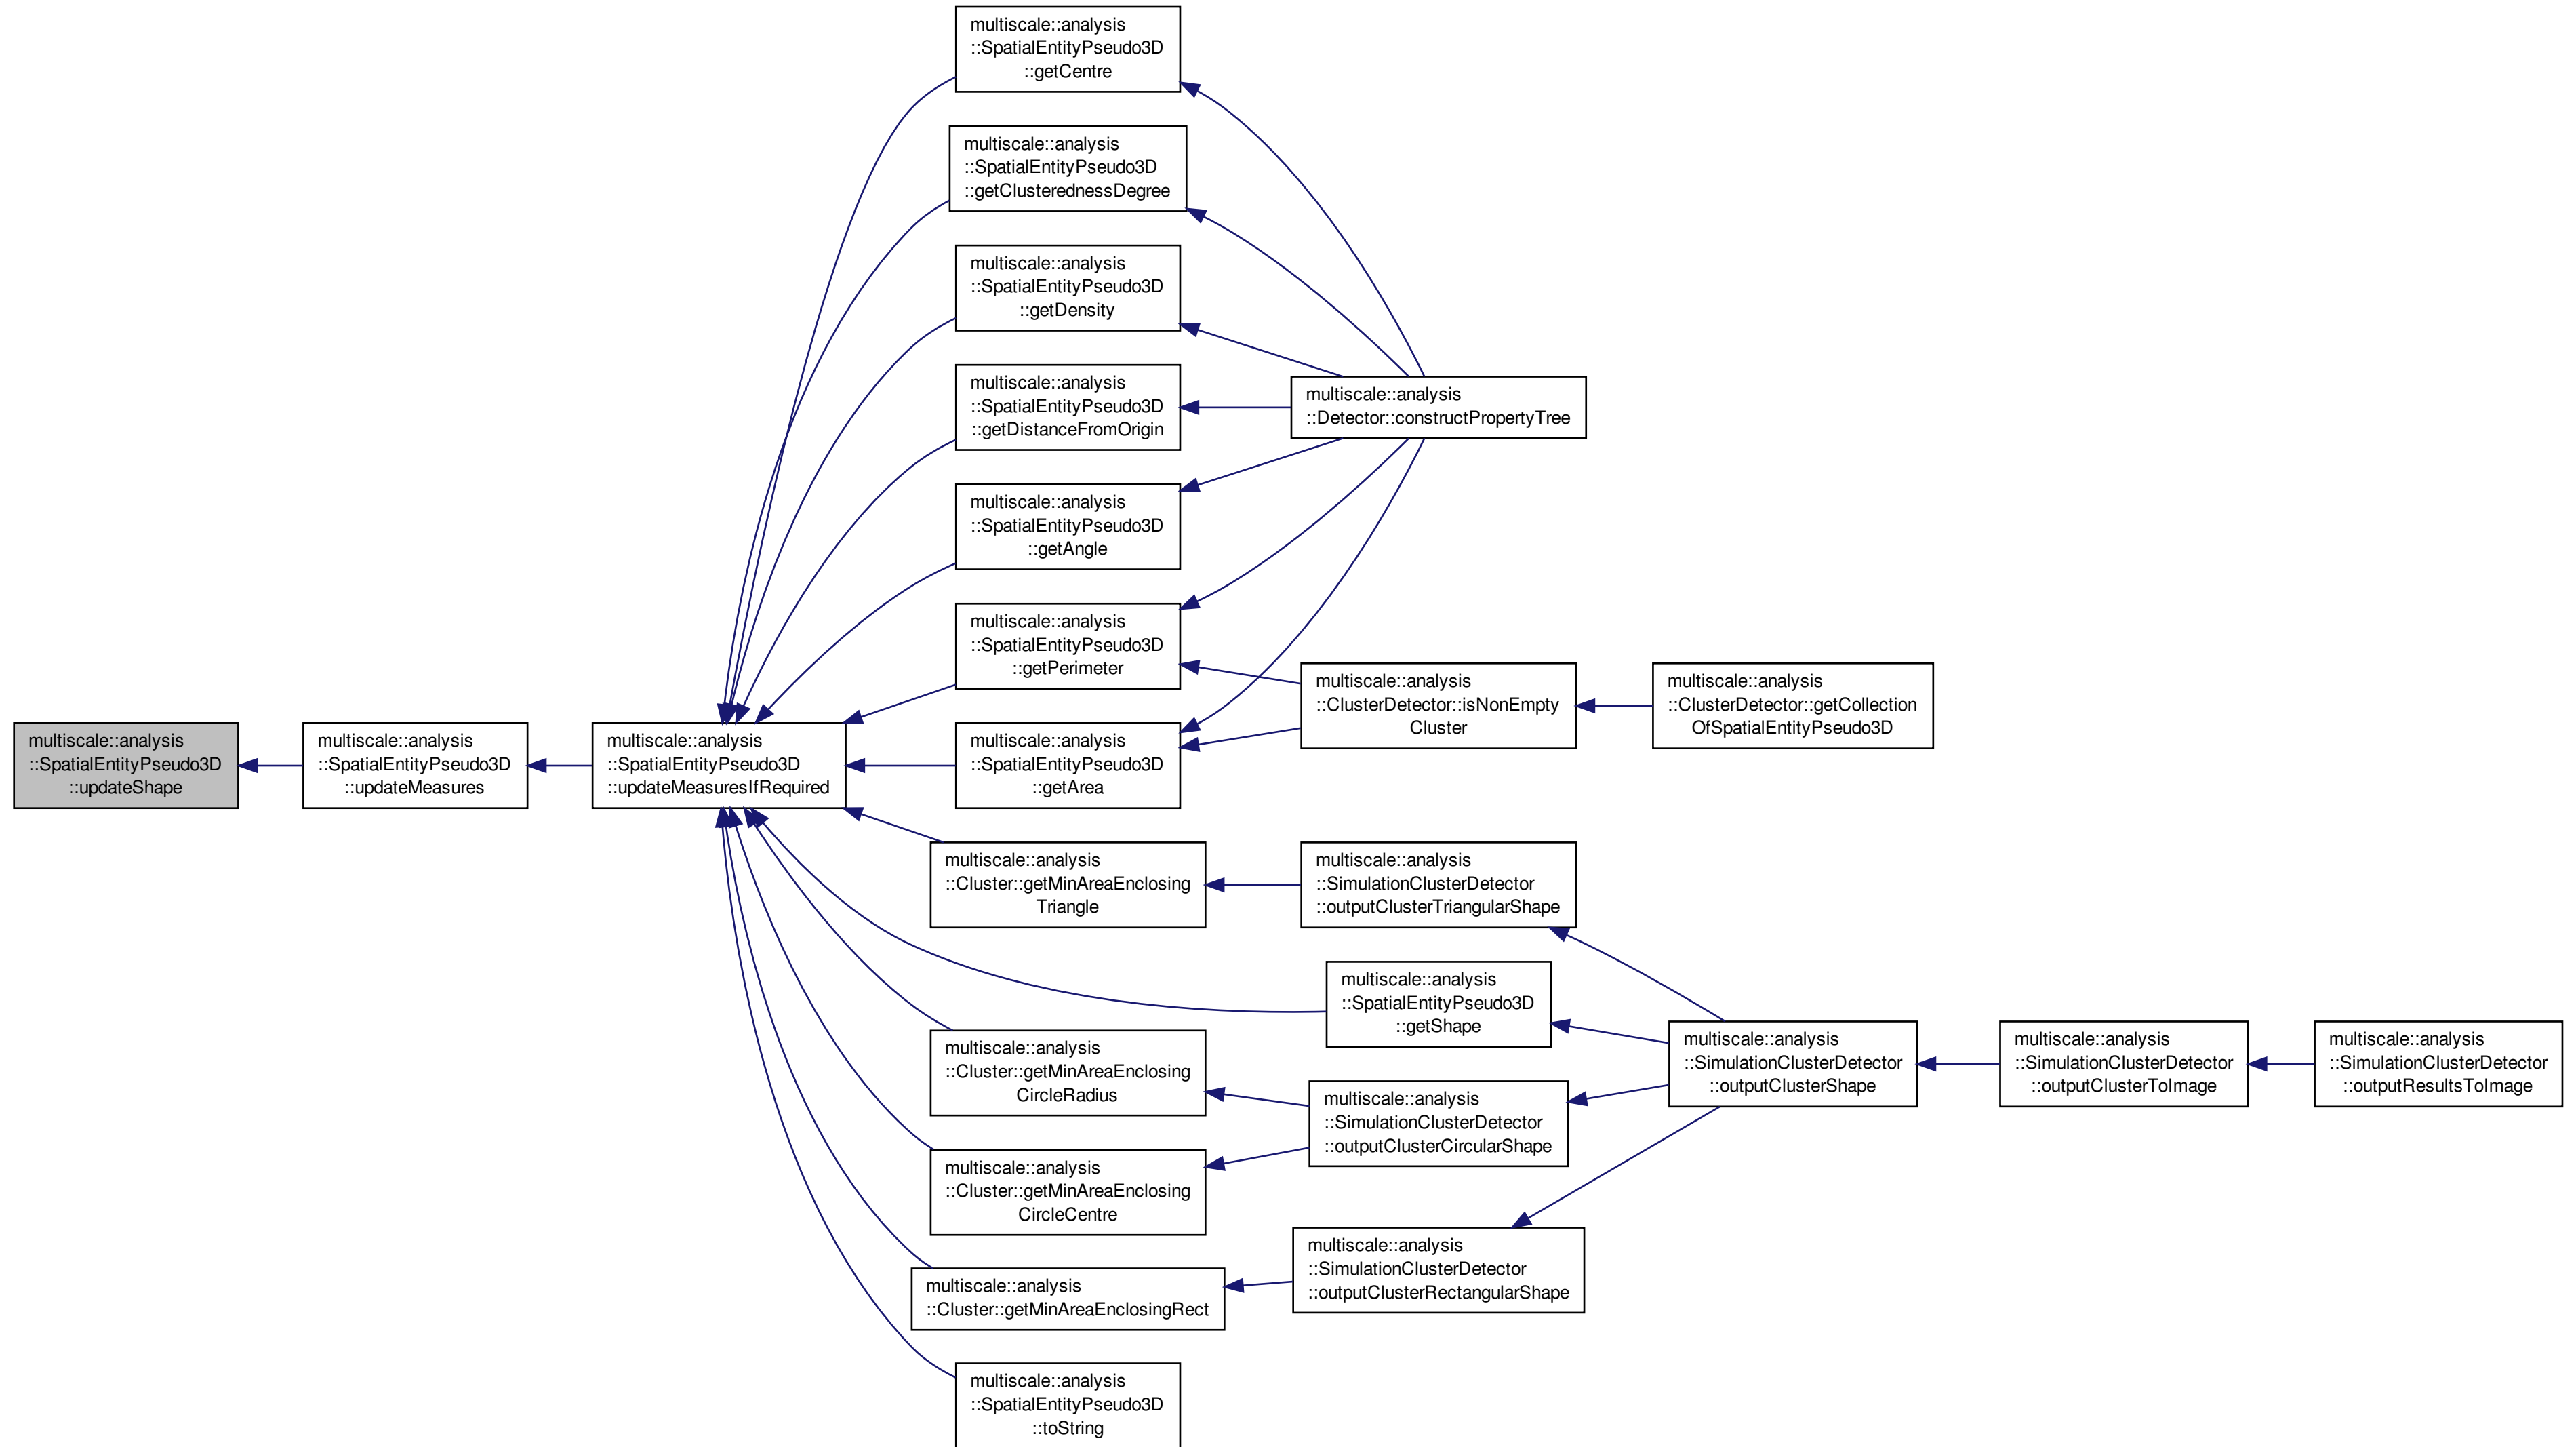 multiscale::analysis
::SpatialEntityPseudo3D
::updateShape
multiscale::analysis
::SpatialEntityPseudo3D
::updateMeasures
multiscale::analysis
::SpatialEntityPseudo3D
::updateMeasuresIfRequired
multiscale::analysis
::SpatialEntityPseudo3D
::getCentre
multiscale::analysis
::SpatialEntityPseudo3D
::getClusterednessDegree
multiscale::analysis
::SpatialEntityPseudo3D
::getDensity
multiscale::analysis
::SpatialEntityPseudo3D
::getDistanceFromOrigin
multiscale::analysis
::SpatialEntityPseudo3D
::getAngle
multiscale::analysis
::SpatialEntityPseudo3D
::getPerimeter
multiscale::analysis
::SpatialEntityPseudo3D
::getArea
multiscale::analysis
::Cluster::getMinAreaEnclosing
Triangle
multiscale::analysis
::Cluster::getMinAreaEnclosing
CircleRadius
multiscale::analysis
::Cluster::getMinAreaEnclosing
CircleCentre
multiscale::analysis
::Cluster::getMinAreaEnclosingRect
multiscale::analysis
::SpatialEntityPseudo3D
::toString
multiscale::analysis
::Detector::constructPropertyTree
multiscale::analysis
::ClusterDetector::isNonEmpty
Cluster
multiscale::analysis
::ClusterDetector::getCollection
OfSpatialEntityPseudo3D
multiscale::analysis
::SimulationClusterDetector
::outputClusterTriangularShape
multiscale::analysis
::SpatialEntityPseudo3D
::getShape
multiscale::analysis
::SimulationClusterDetector
::outputClusterCircularShape
multiscale::analysis
::SimulationClusterDetector
::outputClusterRectangularShape
multiscale::analysis
::SimulationClusterDetector
::outputClusterShape
multiscale::analysis
::SimulationClusterDetector
::outputClusterToImage
multiscale::analysis
::SimulationClusterDetector
::outputResultsToImage